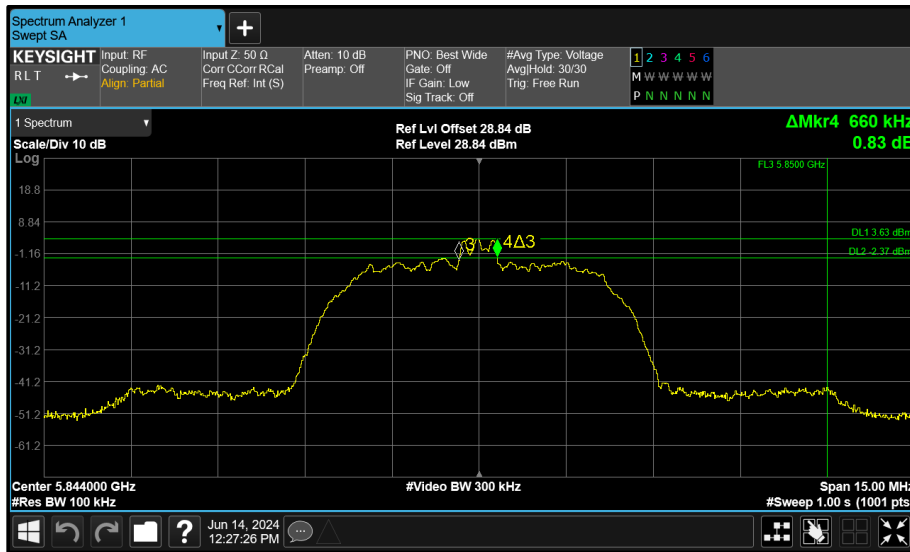 Spectrum Analyzer 1
Swept SA
KEYSIGHT
R L T
LXI
Input: RF
Coupling: AC
Align: Partial
Input Z: 50 Ω
Corr CCorr RCal
Freq Ref: Int (S)
Atten: 10 dB
Preamp: Off
PNO: Best Wide
Gate: Off
IF Gain: Low
Sig Track: Off
#Avg Type: Voltage
Avg|Hold: 30/30
Trig: Free Run
1 2 3 4 5 6
M W W W W W
P N N N N N
1 Spectrum
Scale/Div 10 dB
Log
Ref Lvl Offset 28.84 dB
Ref Level 28.84 dBm
ΔMkr4 660 kHz
0.83 dB
FL3 5.8500 GHz
18.8
8.84
DL1 3.63 dBm
3
4Δ3
-1.16
DL2 -2.37 dBm
-11.2
-21.2
-31.2
-41.2
-51.2
-61.2
Center 5.844000 GHz
#Video BW 300 kHz
Span 15.00 MHz
#Res BW 100 kHz
#Sweep 1.00 s (1001 pts
?
Jun 14, 2024
12:27:26 PM